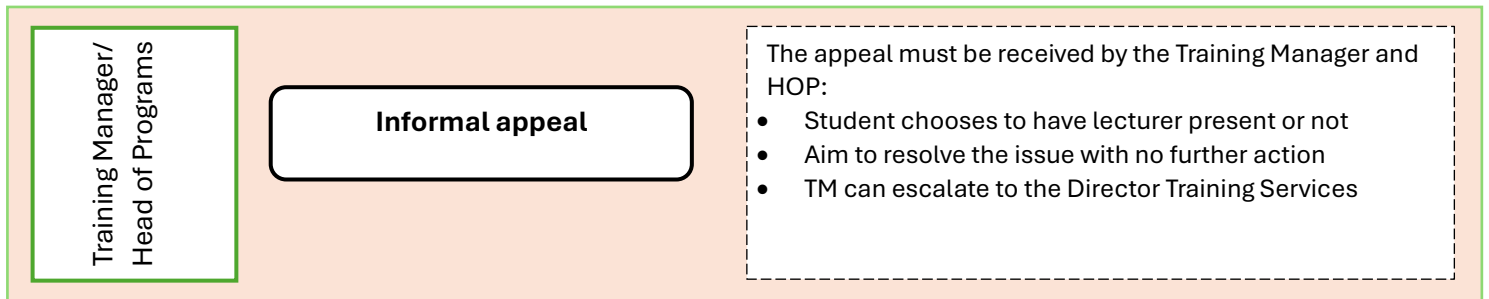 Training Manager/
Head of Programs
Informal appeal
The appeal must be received by the Training Manager and
HOP:
• Student chooses to have lecturer present or not
• Aim to resolve the issue with no further action
• TM can escalate to the Director Training Services